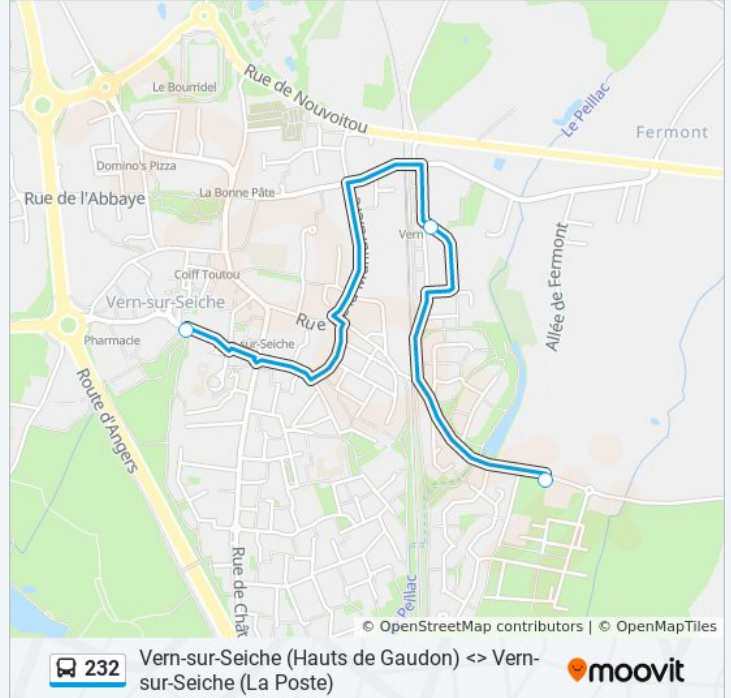 Le Bourridel
Rue de Nouvoitou
Le Peillac
Fermont
Domino's Pizza
Rue de l'Abbaye
La Bonne Pâte
Vern
Allée de Fermont
Coiff Toutou
Vern-sur-Seiche
Rue
Pharmacie
-sur-Seiche
Route d'Angers
Rue de Chât
Peillac
© OpenStreetMap contributors | © OpenMapTiles
232
Vern-sur-Seiche (Hauts de Gaudon) <> Vern-
sur-Seiche (La Poste)
moovit